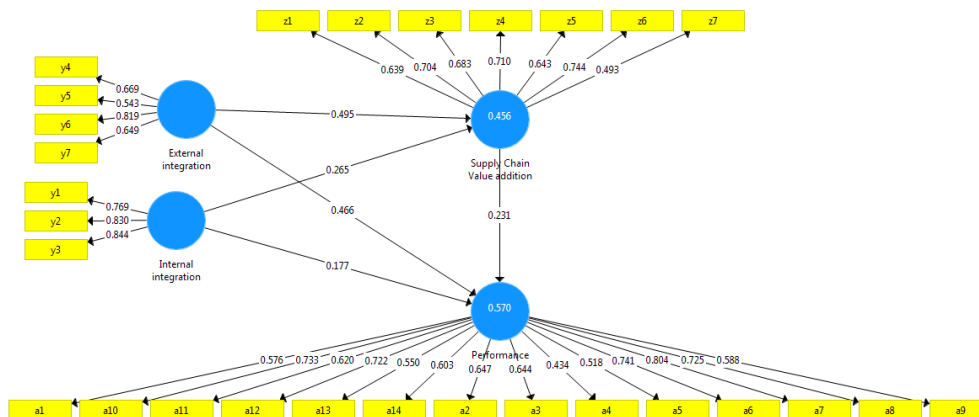 z1 z2 z3 z4 z5 z6 z7
0.639 0.704 0.683 0.710 0.643 0.744 0.493
y4
y5
y6
y7
0.669
0.543
0.819
0.649
External
integration
0.495
0.456
Supply Chain
Value addition
0.265
0.466
0.231
y1
y2
y3
0.769
0.830
0.844
Internal
integration
0.177
0.570
Performance
0.576 0.733 0.620 0.722 0.550 0.603 0.647 0.644 0.434 0.518 0.741 0.804 0.725 0.588
a1 a10 a11 a12 a13 a14 a2 a3 a4 a5 a6 a7 a8 a9